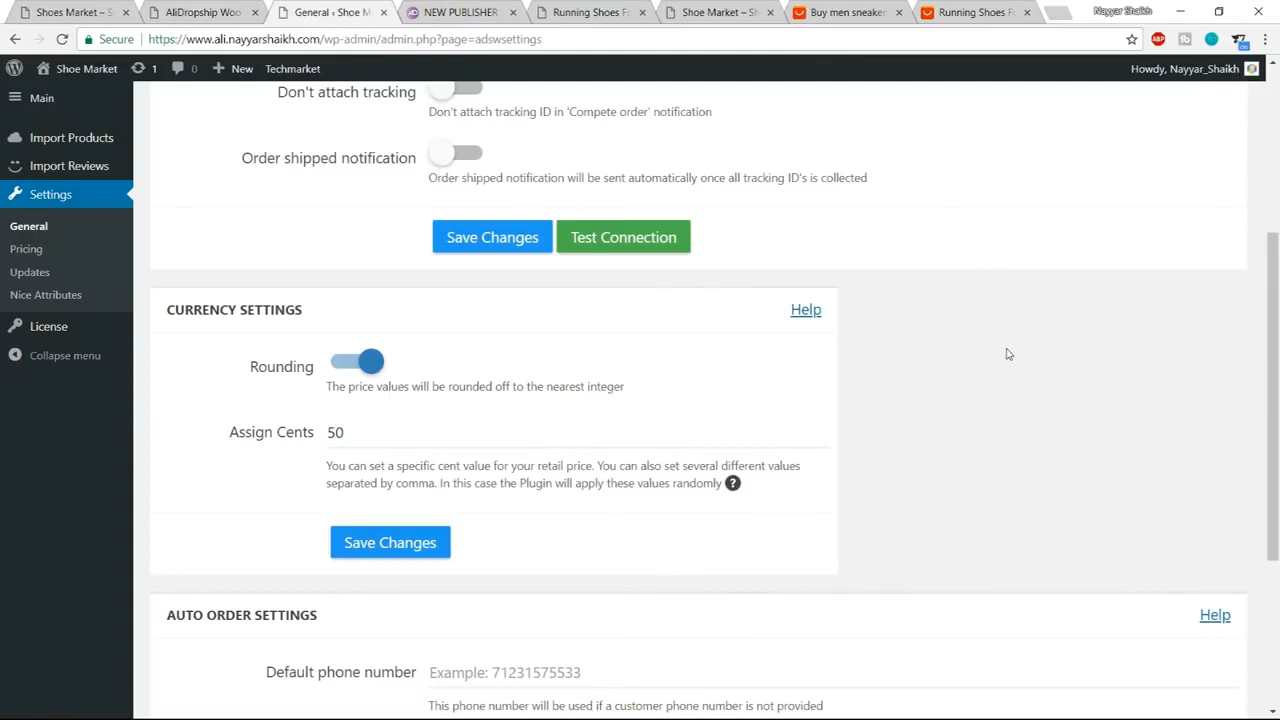 Shoes Market – S
AliDropship Woo
General ‹ Shoe M
NEW PUBLISHER
Running Shoes F
Shoe Market – Sh
Buy men sneaker
Running Shoes Fo
Nayyar Shaikh
Secure
https://www.ali.nayyarshaikh.com/wp-admin/admin.php?page=adswsettings
ABP
Shoe Market
1
0
New
Techmarket
Howdy, Nayyar_Shaikh
Main
Import Products
Import Reviews
Settings
General
Pricing
Updates
Nice Attributes
License
Collapse menu
Don't attach tracking
Don't attach tracking ID in 'Compete order' notification
Order shipped notification
Order shipped notification will be sent automatically once all tracking ID's is collected
Save Changes
Test Connection
CURRENCY SETTINGS
Help
Rounding
The price values will be rounded off to the nearest integer
Assign Cents
50
You can set a specific cent value for your retail price. You can also set several different values
separated by comma. In this case the Plugin will apply these values randomly ?
Save Changes
AUTO ORDER SETTINGS
Help
Default phone number
Example: 71231575533
This phone number will be used if a customer phone number is not provided